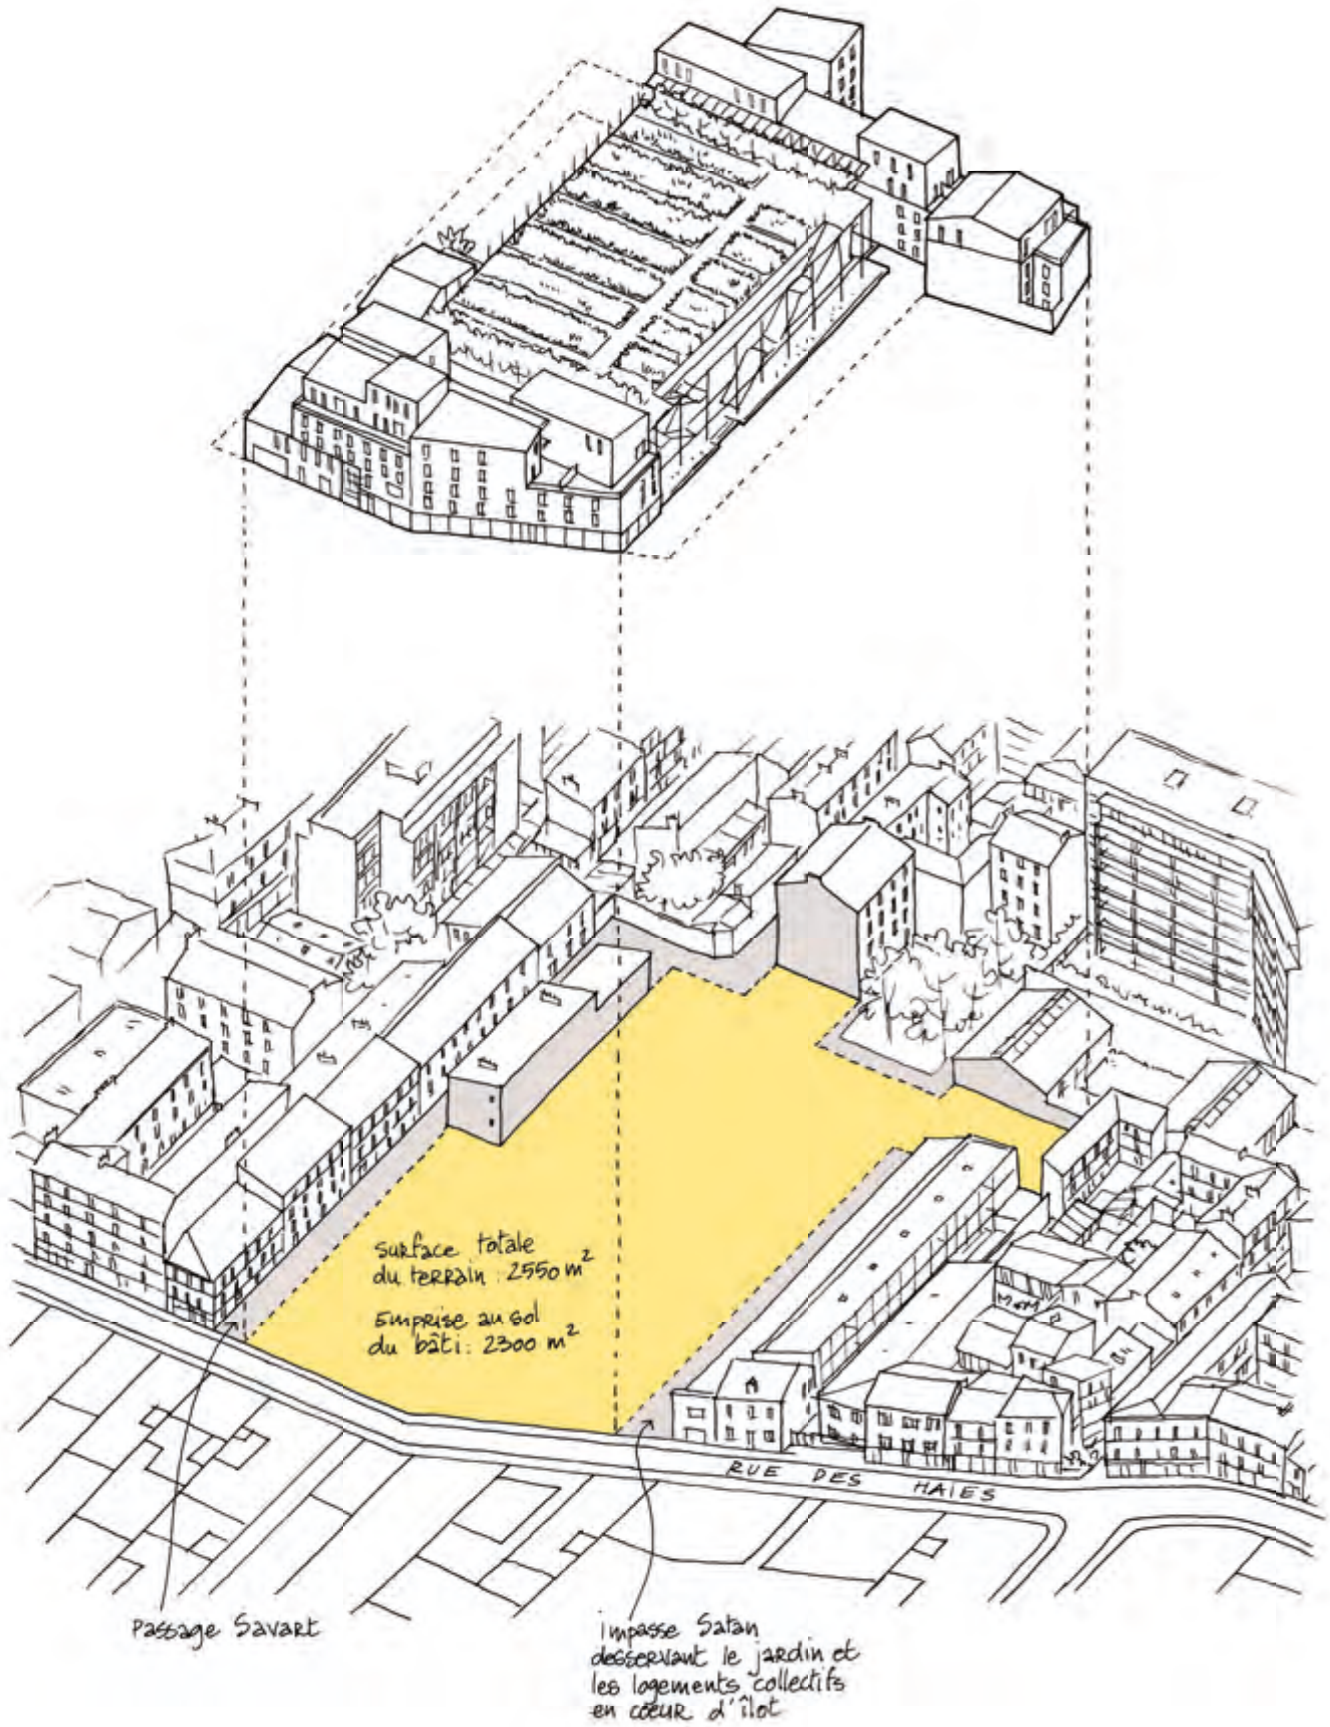 Surface totale
du terrain : 2550 m²
Emprise au sol
du bâti : 2300 m²
RUE DES HAIES
Passage Savart
impasse Satan
desservant le jardin et
les logements collectifs
en coeur d'îlot